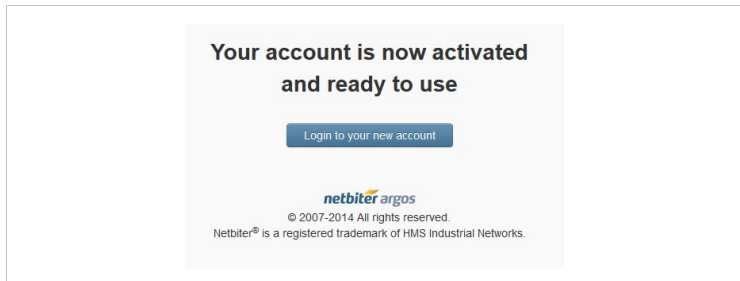 Your account is now activated
and ready to use
Login to your new account
netbiter argos
© 2007-2014 All rights reserved.
Netbiter® is a registered trademark of HMS Industrial Networks.